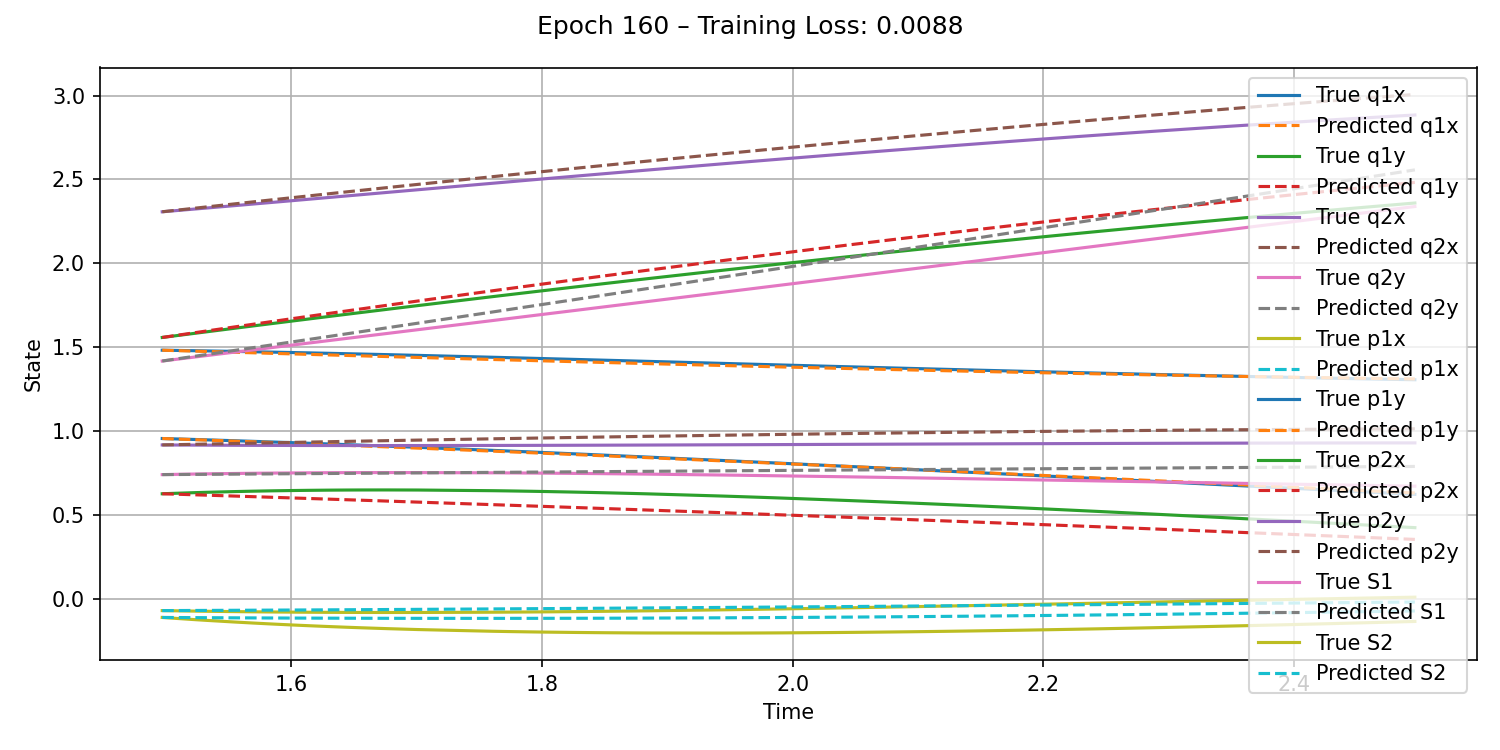 Epoch 160 – Training Loss: 0.0088
State
3.0
2.5
2.0
1.5
1.0
0.5
0.0
1.6
1.8
2.0
2.2
2.4
Time
True q1x
Predicted q1x
True q1y
Predicted q1y
True q2x
Predicted q2x
True q2y
Predicted q2y
True p1x
Predicted p1x
True p1y
Predicted p1y
True p2x
Predicted p2x
True p2y
Predicted p2y
True S1
Predicted S1
True S2
Predicted S2